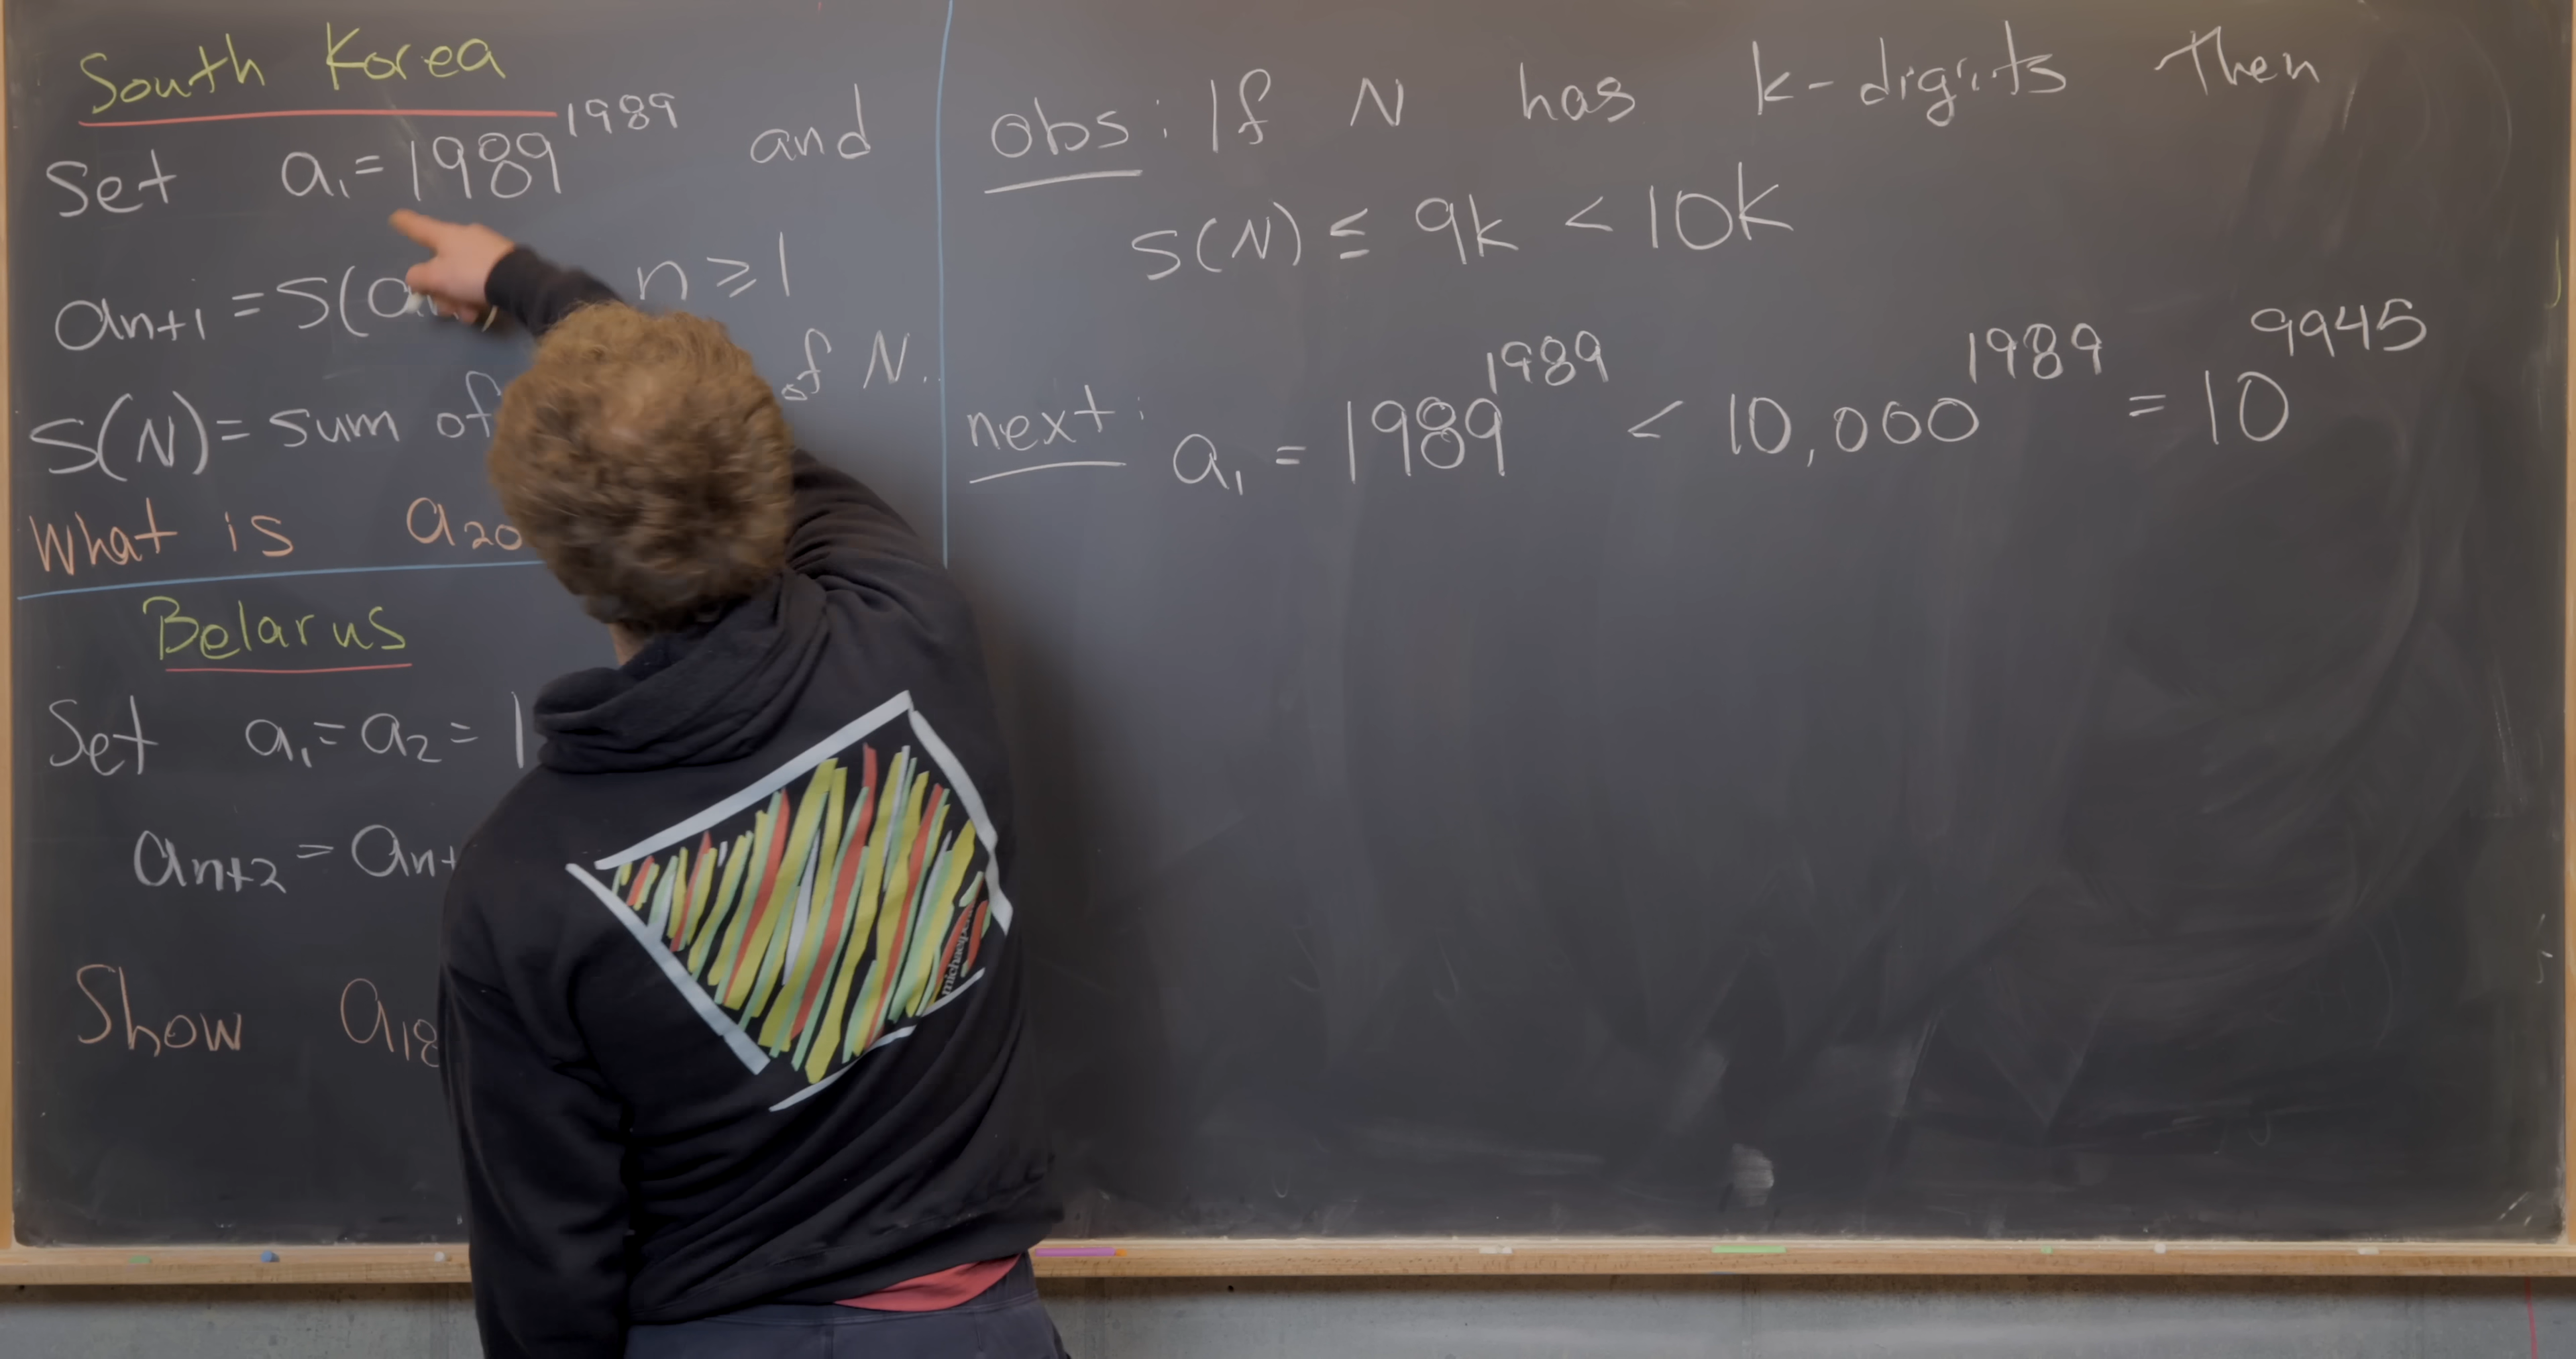 South Korea
Set a₁ = 1989^1989 and
aₙ₊₁ = S(a n ≥ 1
S(N) = sum of of N.
What is a₂₀
Belarus
Set a₁ = a₂ = 1
aₙ₊₂ = aₙ₊
Show a₁₈
obs: If N has k-digits then
S(N) ≤ 9k < 10k
next: a₁ = 1989^1989 < 10,000^1989 = 10^9945